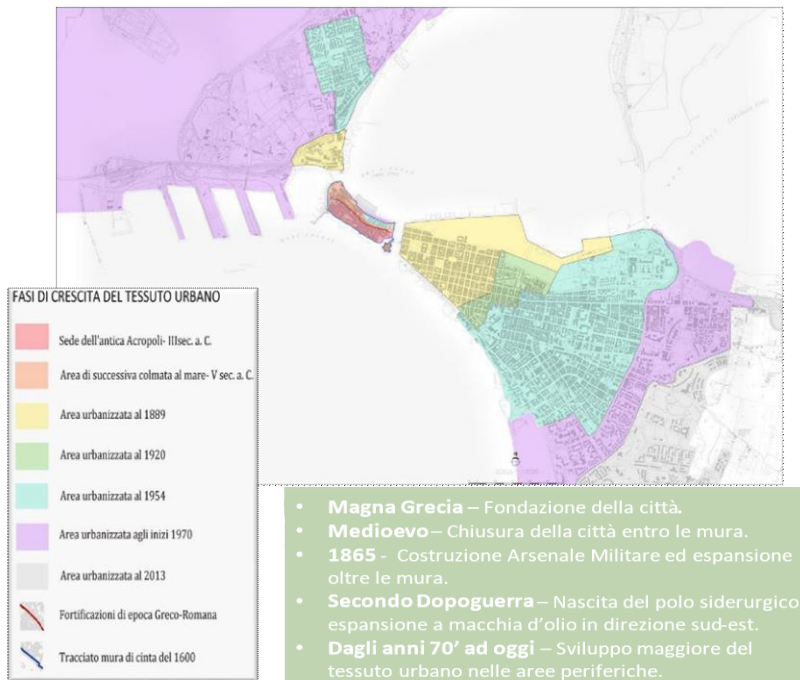 FASI DI CRESCITA DEL TESSUTO URBANO
Sede dell'antica Acropoli- IIIsec. a. C.
Area di successiva colmata al mare- V sec. a. C.
Area urbanizzata al 1889
Area urbanizzata al 1920
Area urbanizzata al 1954
Area urbanizzata agli inizi 1970
Area urbanizzata al 2013
Fortificazioni di epoca Greco-Romana
Tracciato mura di cinta del 1600
• Magna Grecia – Fondazione della città.
• Medioevo – Chiusura della città entro le mura.
• 1865 - Costruzione Arsenale Militare ed espansione
oltre le mura.
• Secondo Dopoguerra – Nascita del polo siderurgico
espansione a macchia d'olio in direzione sud-est.
• Dagli anni 70' ad oggi – Sviluppo maggiore del
tessuto urbano nelle aree periferiche.